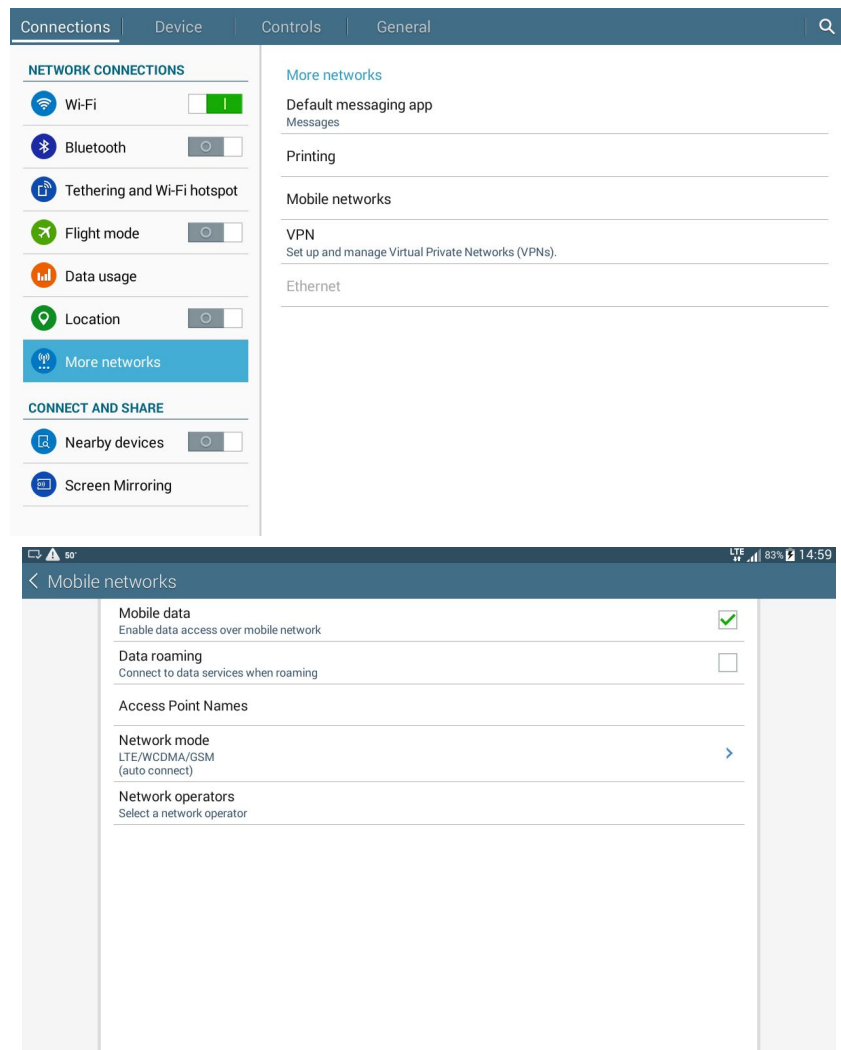 Connections Device Controls General
NETWORK CONNECTIONS
Wi-Fi
Bluetooth
Tethering and Wi-Fi hotspot
Flight mode
Data usage
Location
More networks
CONNECT AND SHARE
Nearby devices
Screen Mirroring
More networks
Default messaging app
Messages
Printing
Mobile networks
VPN
Set up and manage Virtual Private Networks (VPNs).
Ethernet
50° LTE 83% 14:59
Mobile networks
Mobile data
Enable data access over mobile network
Data roaming
Connect to data services when roaming
Access Point Names
Network mode
LTE/WCDMA/GSM
(auto connect)
Network operators
Select a network operator